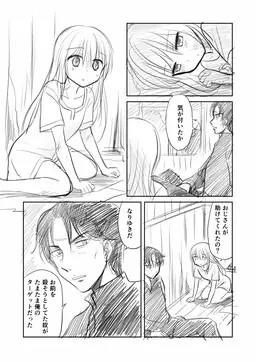 気が付いたか
おじさんが
助けてくれたの？
なりゆきだ
お前を
殺そうとしてた奴が
たまたま俺の
ターゲットだった